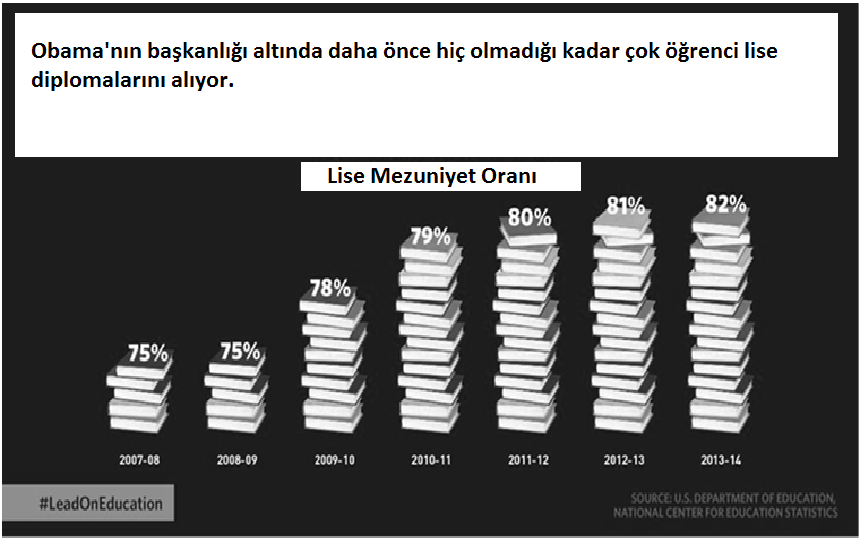 Obama'nın başkanlığı altında daha önce hiç olmadığı kadar çok öğrenci lise
diplomalarını alıyor.
Lise Mezuniyet Oranı
75% 75% 78% 79% 80% 81% 82%
2007-08 2008-09 2009-10 2010-11 2011-12 2012-13 2013-14
#LeadOnEducation
SOURCE: U.S. DEPARTMENT OF EDUCATION,
NATIONAL CENTER FOR EDUCATION STATISTICS